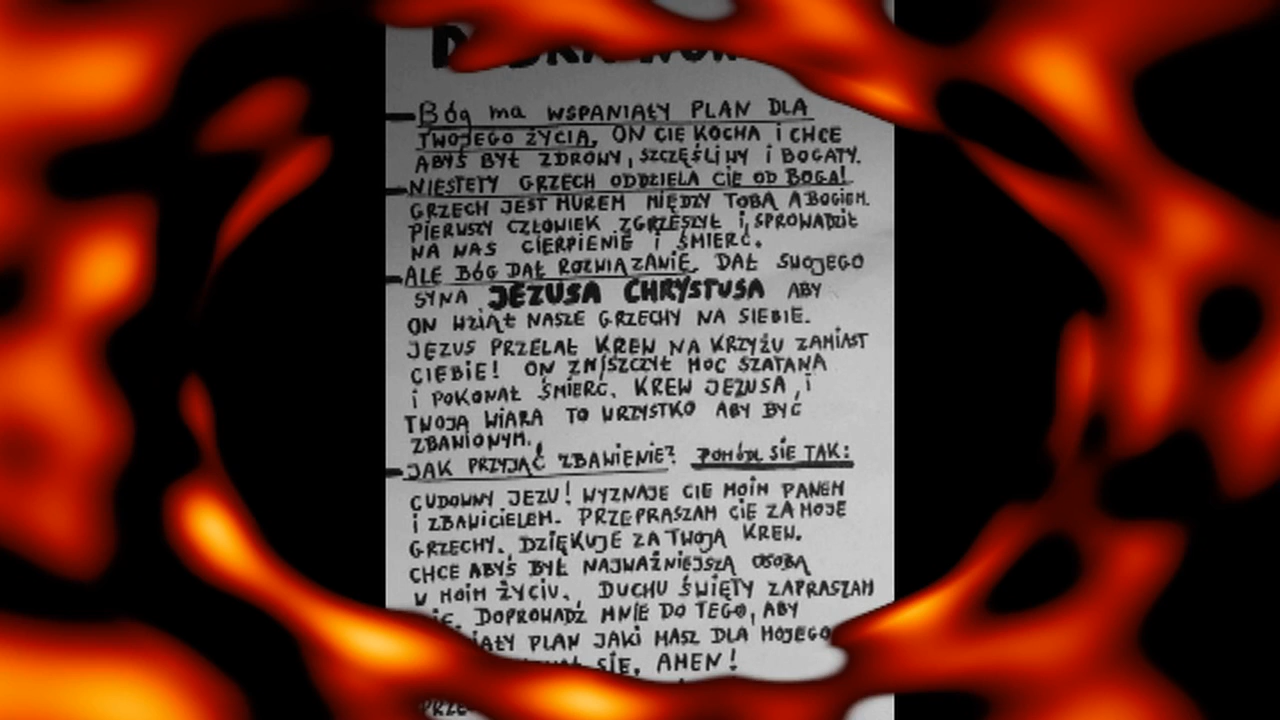 Bóg ma WSPANIAŁY PLAN DLA
TWOJEGO ŻYCIA. ON CIĘ KOCHA i CHCE
ABYŚ BYŁ ZDROWY, SZCZĘŚLIWY i BOGATY.
NIESTETY GRZECH ODDZIELA CIĘ OD BOGA!
GRZECH JEST MUREM MIĘDZY TOBĄ A BOGIEM.
PIERWSZY CZŁOWIEK ZGRZESZYŁ i SPROWADZIŁ
NA NAS CIERPIENIE i ŚMIERĆ.
ALE BÓG DAŁ ROZWIĄZANIE. DAŁ SWOJEGO
SYNA JEZUSA CHRYSTUSA ABY
ON WZIĄŁ NASZE GRZECHY NA SIEBIE.
JEZUS PRZELAŁ KREW NA KRZYŻU ZAMIAST
CIEBIE! ON ZNISZCZYŁ MOC SZATANA
i POKONAŁ ŚMIERĆ. KREW JEZUSA i
TWOJA WIARA TO WRZYSTKO ABY BYĆ
ZBAWIONYM.
JAK PRZYJĄĆ ZBAWIENIE? POMÓDL SIĘ TAK:
CUDOWNY JEZU! WYZNAJE CIĘ MOIM PANEM
i ZBAWICIELEM. PRZEPRASZAM CIĘ ZA MOJE
GRZECHY. DZIĘKUJE ZA TWOJĄ KREW.
CHCE ABYŚ BYŁ NAJWAŻNIEJSZĄ OSOBĄ
W MOIM ŻYCIU. DUCHU ŚWIĘTY ZAPRASZAM
DOPROWADŹ MNIE DO TEGO, ABY
PLAN JAKI MASZ DLA MOJEGO
SIĘ. AMEN!